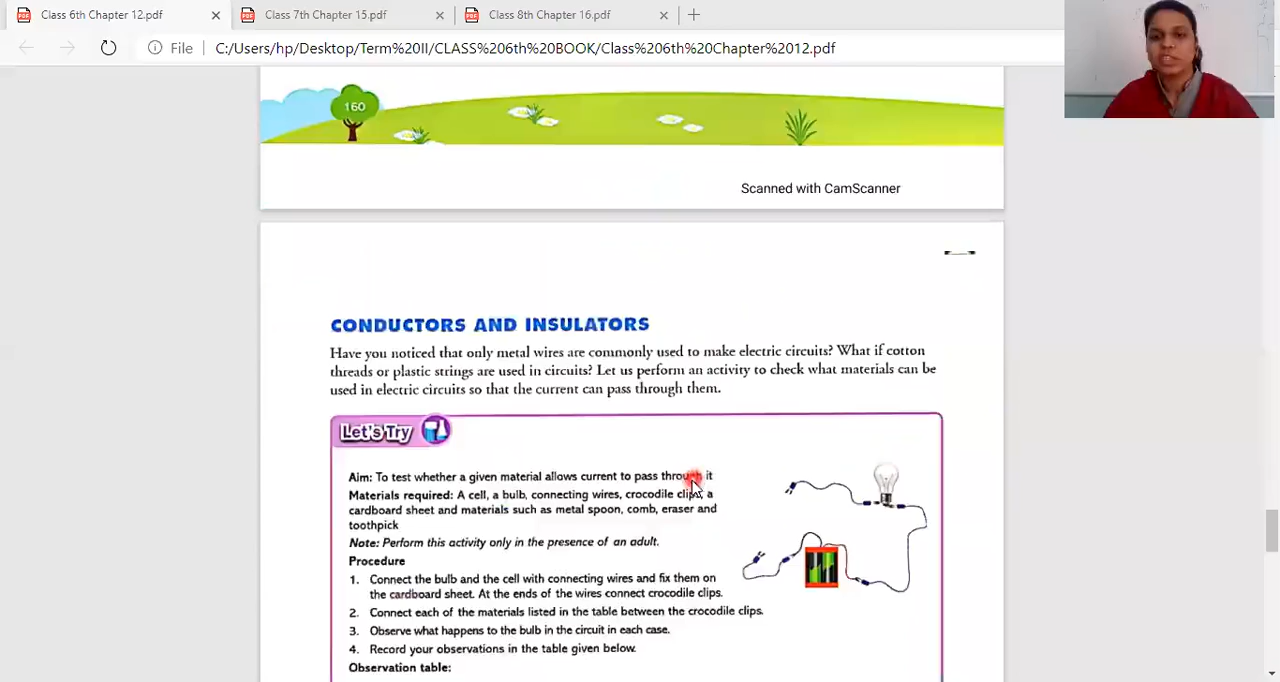 Class 6th Chapter 12.pdf
Class 7th Chapter 15.pdf
Class 8th Chapter 16.pdf
File
C:/Users/hp/Desktop/Term%20II/CLASS%206th%20BOOK/Class%206th%20Chapter%2012.pdf
160
Scanned with CamScanner
CONDUCTORS AND INSULATORS
Have you noticed that only metal wires are commonly used to make electric circuits? What if cotton
threads or plastic strings are used in circuits? Let us perform an activity to check what materials can be
used in electric circuits so that the current can pass through them.
Let's Try
Aim: To test whether a given material allows current to pass through it
Materials required: A cell, a bulb, connecting wires, crocodile clips, a
cardboard sheet and materials such as metal spoon, comb, eraser and
toothpick
Note: Perform this activity only in the presence of an adult.
Procedure
1. Connect the bulb and the cell with connecting wires and fix them on
the cardboard sheet. At the ends of the wires connect crocodile clips.
2. Connect each of the materials listed in the table between the crocodile clips.
3. Observe what happens to the bulb in the circuit in each case.
4. Record your observations in the table given below.
Observation table: